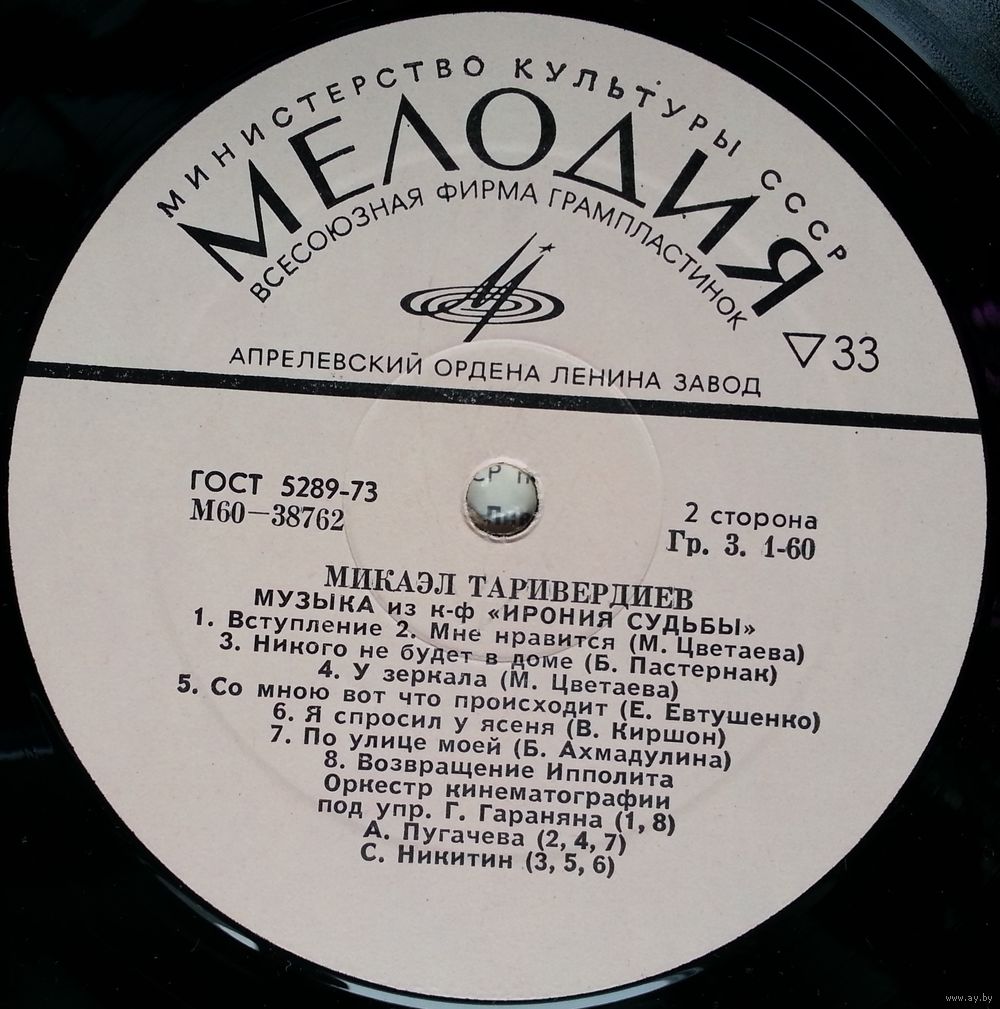 МИНИСТЕРСТВО КУЛЬТУРЫ СССР
МЕЛОДИЯ
ВСЕСОЮЗНАЯ ФИРМА ГРАМПЛАСТИНОК
▽33
АПРЕЛЕВСКИЙ ОРДЕНА ЛЕНИНА ЗАВОД
ГОСТ 5289-73
М60—38762
2 сторона
Гр. 3. 1-60
МИКАЭЛ ТАРИВЕРДИЕВ
МУЗЫКА из к-ф «ИРОНИЯ СУДЬБЫ»
1. Вступление 2. Мне нравится (М. Цветаева)
3. Никого не будет в доме (Б. Пастернак)
4. У зеркала (М. Цветаева)
5. Со мною вот что происходит (Е. Евтушенко)
6. Я спросил у ясеня (В. Киршон)
7. По улице моей (Б. Ахмадулина)
8. Возвращение Ипполита
Оркестр кинематографии
под упр. Г. Гараняна (1, 8)
А. Пугачева (2, 4, 7)
С. Никитин (3, 5, 6)
www.ay.by